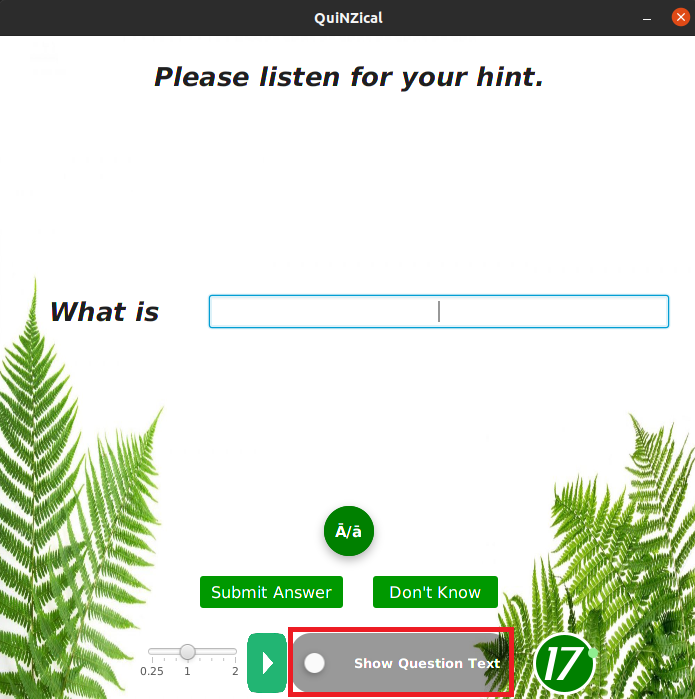 QuiNZical
Please listen for your hint.
What is
Ā/ā
Submit Answer
Don't Know
0.25 1 2
Show Question Text
17